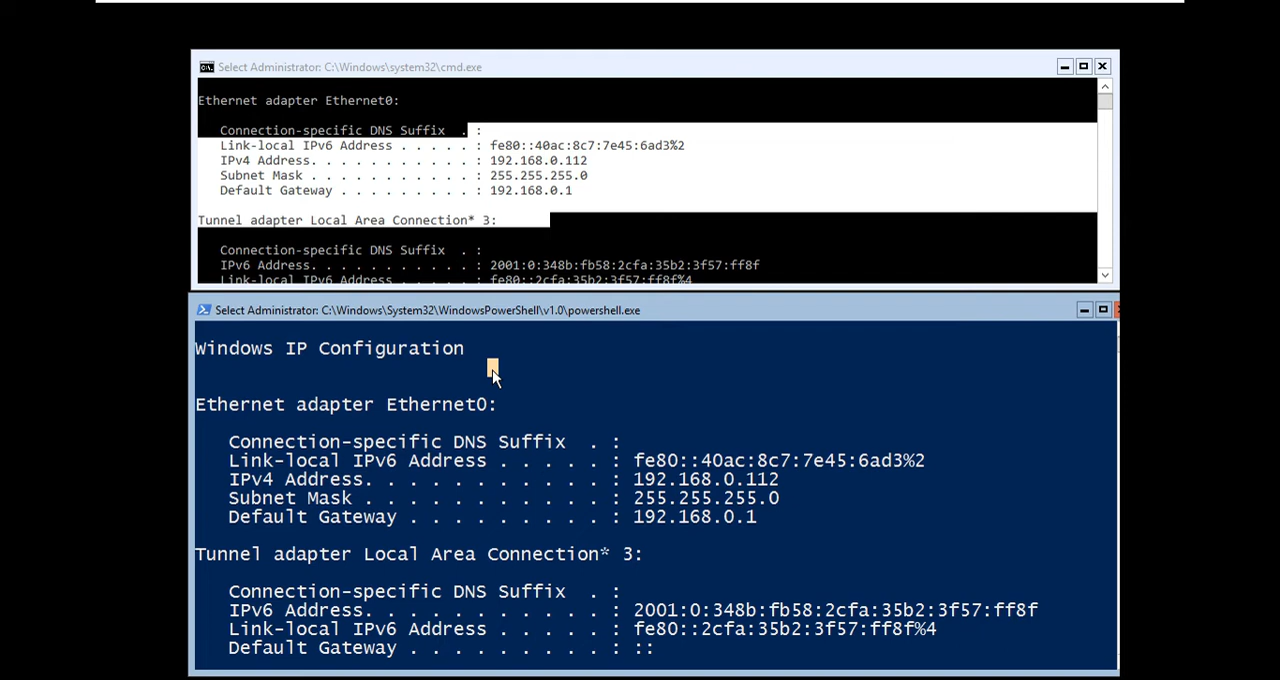 Select Administrator: C:\Windows\system32\cmd.exe
Ethernet adapter Ethernet0:
Connection-specific DNS Suffix . :
Link-local IPv6 Address . . . . . : fe80::40ac:8c7:7e45:6ad3%2
IPv4 Address. . . . . . . . . . . : 192.168.0.112
Subnet Mask . . . . . . . . . . . : 255.255.255.0
Default Gateway . . . . . . . . . : 192.168.0.1
Tunnel adapter Local Area Connection* 3:
Connection-specific DNS Suffix . :
IPv6 Address. . . . . . . . . . . : 2001:0:348b:fb58:2cfa:35b2:3f57:ff8f
Link-local IPv6 Address . . . . . : fe80::2cfa:35b2:3f57:ff8f%4
Select Administrator: C:\Windows\System32\WindowsPowerShell\v1.0\powershell.exe
Windows IP Configuration
Ethernet adapter Ethernet0:
Connection-specific DNS Suffix . :
Link-local IPv6 Address . . . . . : fe80::40ac:8c7:7e45:6ad3%2
IPv4 Address. . . . . . . . . . . : 192.168.0.112
Subnet Mask . . . . . . . . . . . : 255.255.255.0
Default Gateway . . . . . . . . . : 192.168.0.1
Tunnel adapter Local Area Connection* 3:
Connection-specific DNS Suffix . :
IPv6 Address. . . . . . . . . . . : 2001:0:348b:fb58:2cfa:35b2:3f57:ff8f
Link-local IPv6 Address . . . . . : fe80::2cfa:35b2:3f57:ff8f%4
Default Gateway . . . . . . . . . : ::